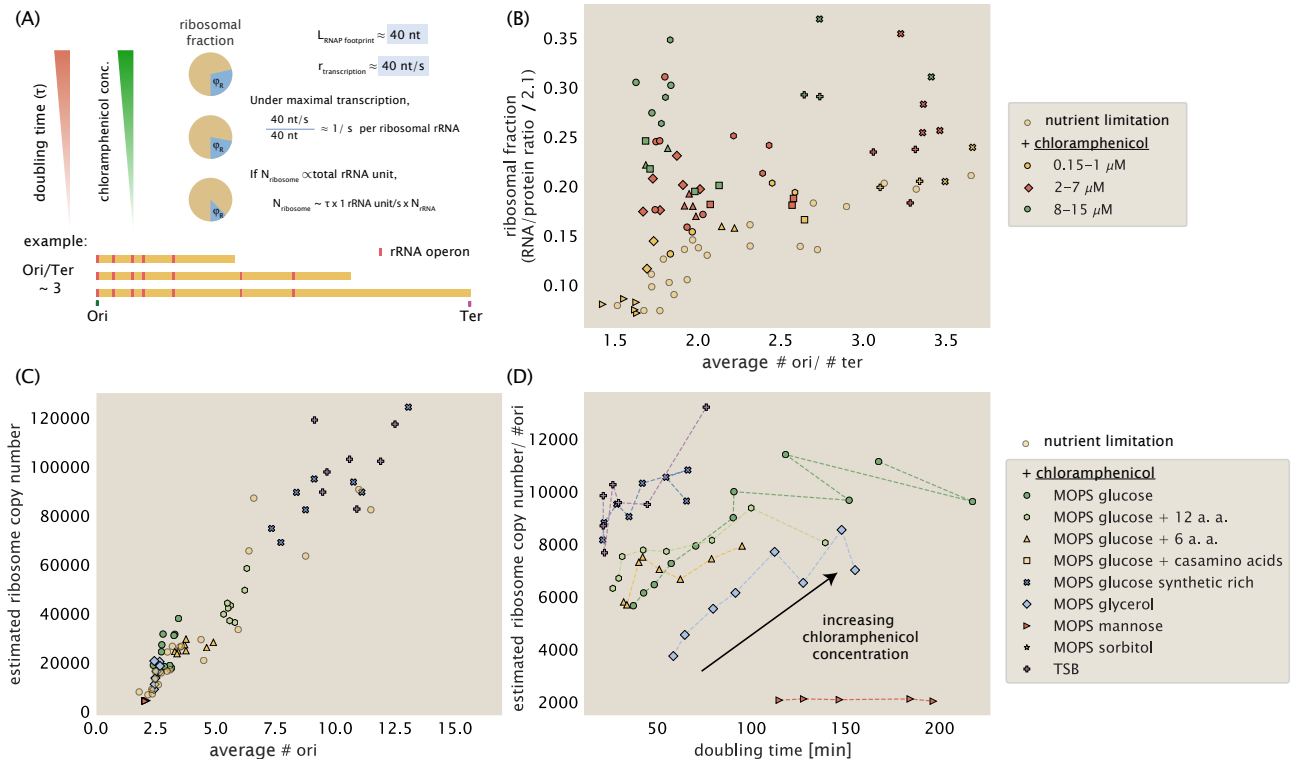 (A)
ribosomal
fraction
doubling time (τ)
chloramphenicol conc.
φR
φR
φR
LRNAP footprint ≈ 40 nt
rtranscription ≈ 40 nt/s
Under maximal transcription,
40 nt/s
40 nt
≈ 1/ s per ribosomal rRNA
If Nribosome ∝total rRNA unit,
Nribosome ~ τ x 1 rRNA unit/s x NrRNA
example:
Ori/Ter
~ 3
rRNA operon
Ori
Ter
(B)
ribosomal fraction
(RNA/protein ratio / 2.1)
0.35
0.30
0.25
0.20
0.15
0.10
1.5 2.0 2.5 3.0 3.5
average # ori/ # ter
nutrient limitation
+ chloramphenicol
0.15–1 μM
2–7 μM
8–15 μM
(C)
estimated ribosome copy number
120000
100000
80000
60000
40000
20000
0
0.0 2.5 5.0 7.5 10.0 12.5 15.0
average # ori
(D)
estimated ribosome copy number/ #ori
12000
10000
8000
6000
4000
2000
increasing
chloramphenicol
concentration
50 100 150 200
doubling time [min]
nutrient limitation
+ chloramphenicol
MOPS glucose
MOPS glucose + 12 a. a.
MOPS glucose + 6 a. a.
MOPS glucose + casamino acids
MOPS glucose synthetic rich
MOPS glycerol
MOPS mannose
MOPS sorbitol
TSB